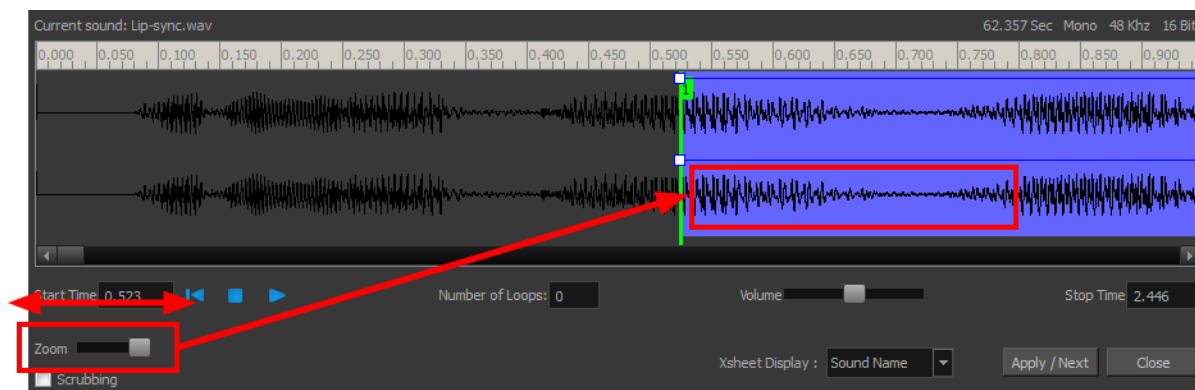 Current sound: Lip-sync.wav 62.357 Sec Mono 48 Khz 16 Bit
0.000 0.050 0.100 0.150 0.200 0.250 0.300 0.350 0.400 0.450 0.500 0.550 0.600 0.650 0.700 0.750 0.800 0.850 0.900
1
Start Time 0.523 Number of Loops: 0 Volume Stop Time 2.446
Zoom
Xsheet Display : Sound Name Apply / Next Close
Scrubbing